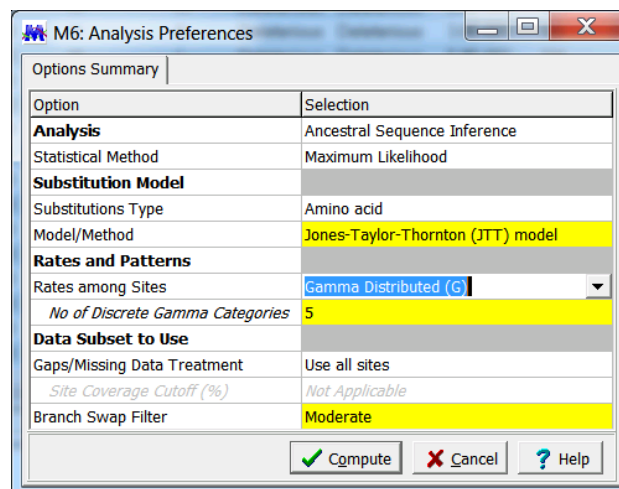 M6: Analysis Preferences
Options Summary
Option Selection
Analysis Ancestral Sequence Inference
Statistical Method Maximum Likelihood
Substitution Model
Substitutions Type Amino acid
Model/Method Jones-Taylor-Thornton (JTT) model
Rates and Patterns
Rates among Sites Gamma Distributed (G)
No of Discrete Gamma Categories 5
Data Subset to Use
Gaps/Missing Data Treatment Use all sites
Site Coverage Cutoff (%) Not Applicable
Branch Swap Filter Moderate
Compute Cancel ? Help